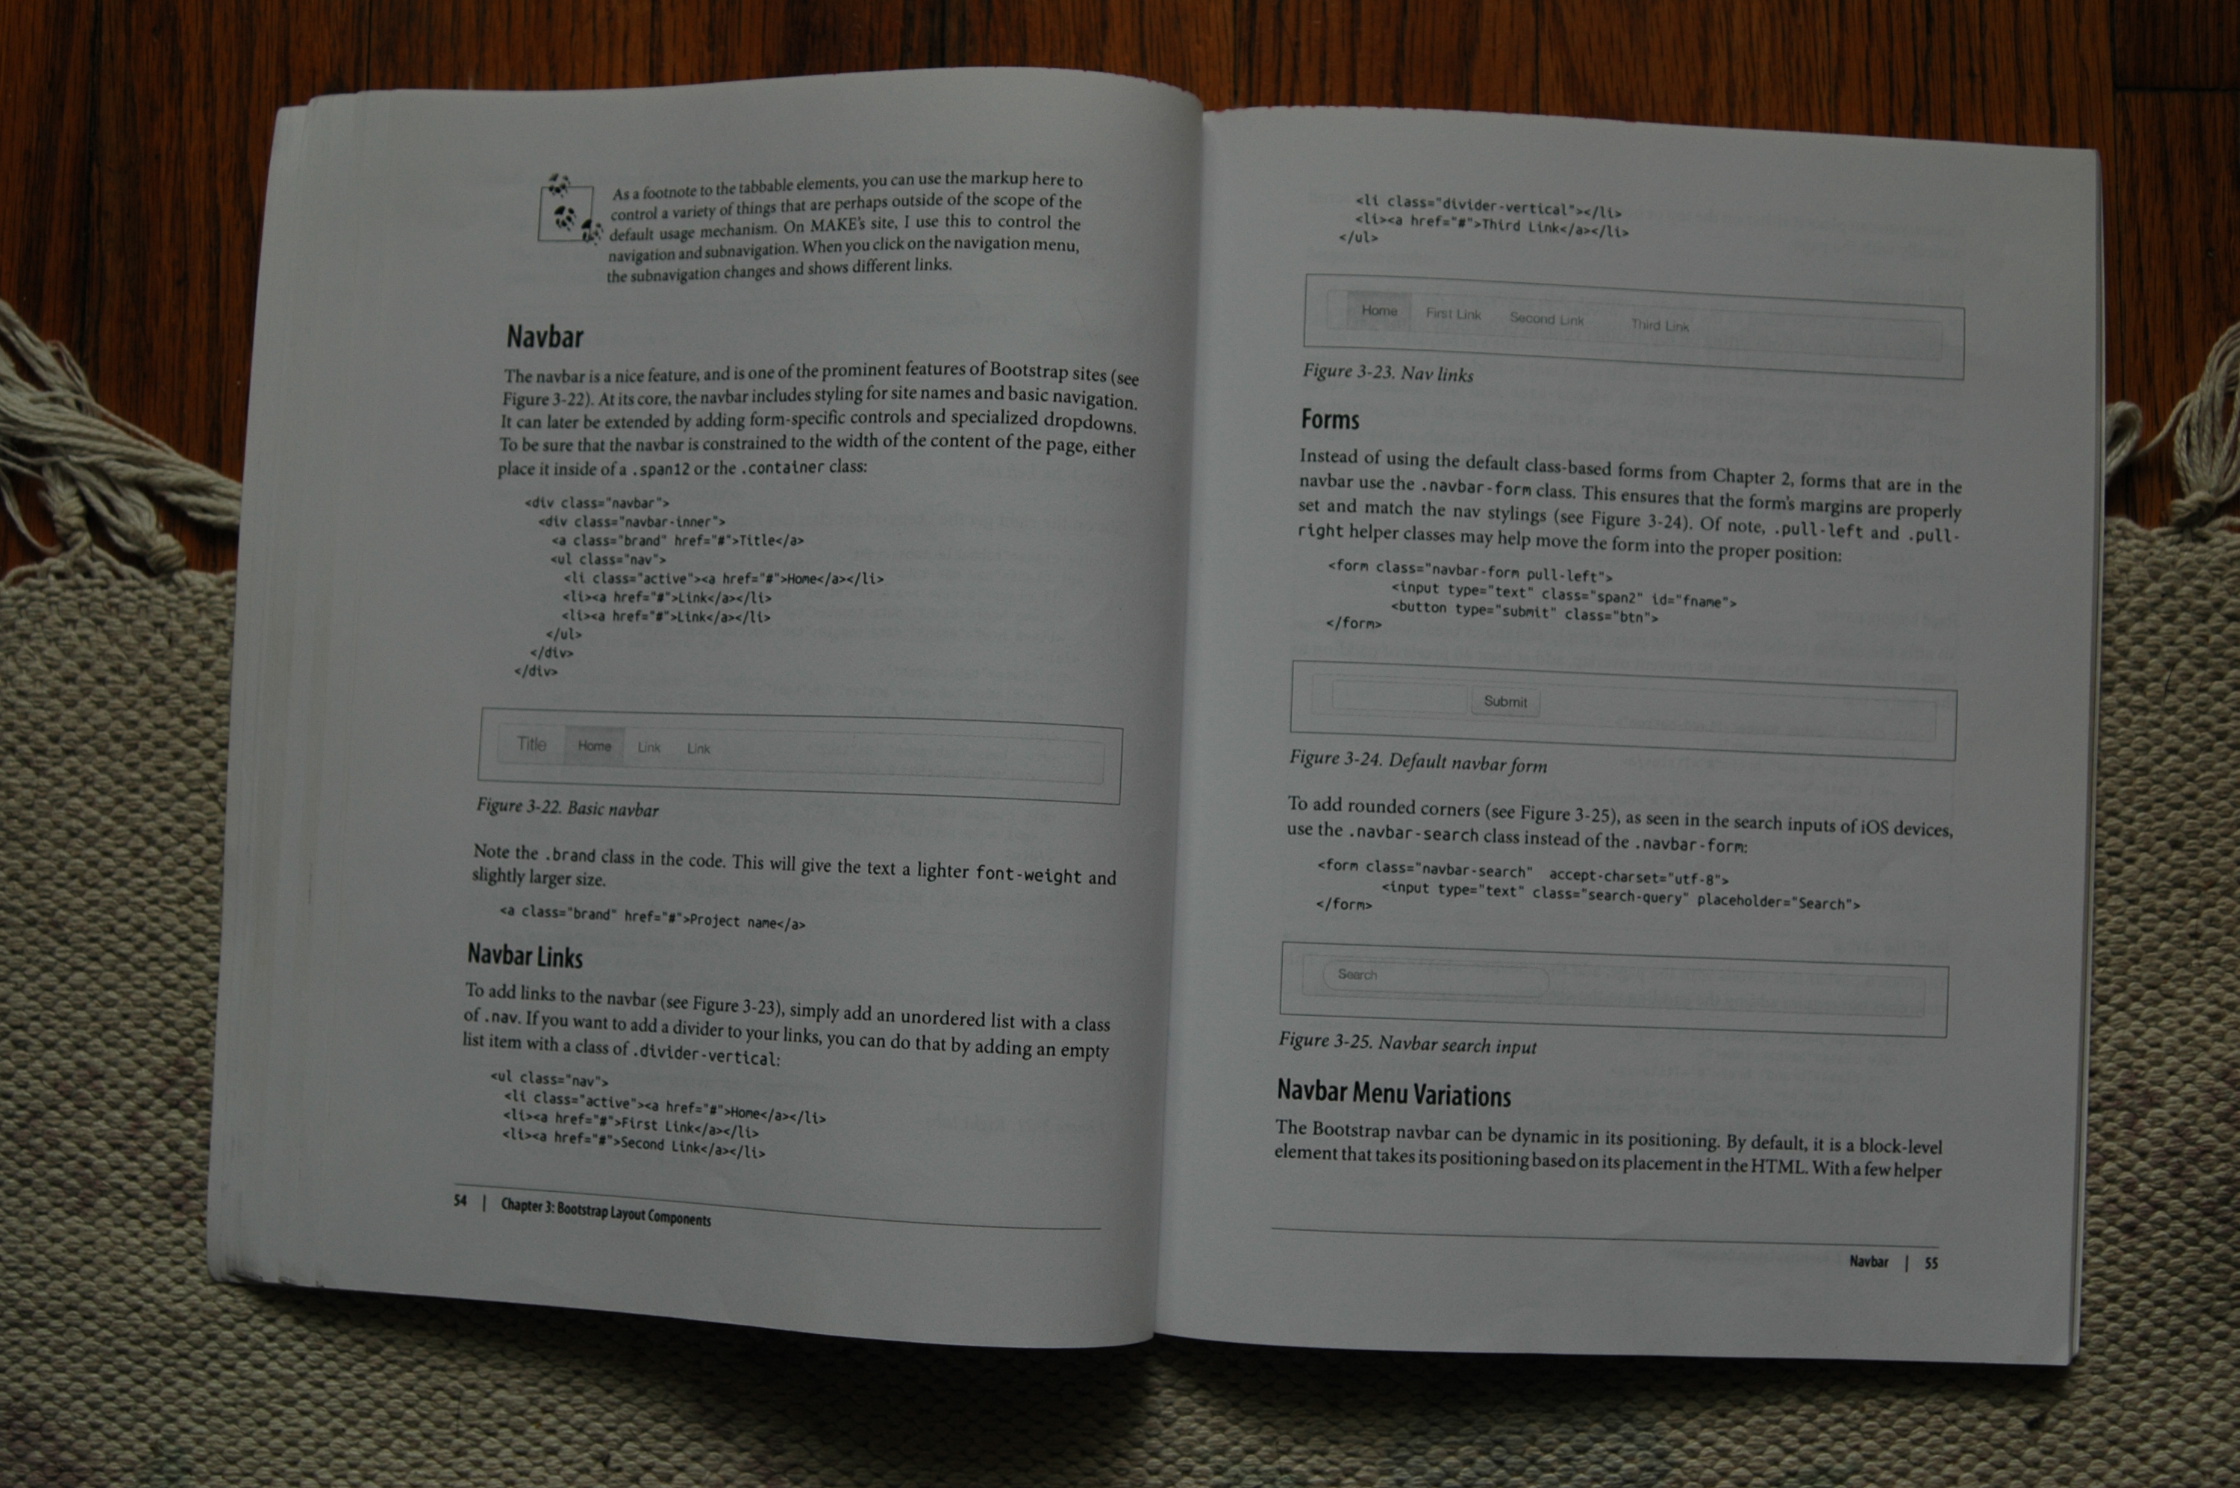 As a footnote to the tabbable elements, you can use the markup here to
control a variety of things that are perhaps outside of the scope of the
default usage mechanism. On MAKE's site, I use this to control the
navigation and subnavigation. When you click on the navigation menu,
the subnavigation changes and shows different links.
Navbar
The navbar is a nice feature, and is one of the prominent features of Bootstrap sites (see
Figure 3-22). At its core, the navbar includes styling for site names and basic navigation.
It can later be extended by adding form-specific controls and specialized dropdowns.
To be sure that the navbar is constrained to the width of the content of the page, either
place it inside of a .span12 or the .container class:
<div class="navbar">
<div class="navbar-inner">
<a class="brand" href="#">Title</a>
<ul class="nav">
<li class="active"><a href="#">Home</a></li>
<li><a href="#">Link</a></li>
<li><a href="#">Link</a></li>
</ul>
</div>
</div>
Title Home Link Link
Figure 3-22. Basic navbar
Note the .brand class in the code. This will give the text a lighter font-weight and
slightly larger size.
<a class="brand" href="#">Project name</a>
Navbar Links
To add links to the navbar (see Figure 3-23), simply add an unordered list with a class
of .nav. If you want to add a divider to your links, you can do that by adding an empty
list item with a class of .divider-vertical:
<ul class="nav">
<li class="active"><a href="#">Home</a></li>
<li><a href="#">First Link</a></li>
<li><a href="#">Second Link</a></li>
54 | Chapter 3: Bootstrap Layout Components
<li class="divider-vertical"></li>
<li><a href="#">Third Link</a></li>
</ul>
Home First Link Second Link Third Link
Figure 3-23. Nav links
Forms
Instead of using the default class-based forms from Chapter 2, forms that are in the
navbar use the .navbar-form class. This ensures that the form's margins are properly
set and match the nav stylings (see Figure 3-24). Of note, .pull-left and .pull-
right helper classes may help move the form into the proper position:
<form class="navbar-form pull-left">
<input type="text" class="span2" id="fname">
<button type="submit" class="btn">
</form>
Submit
Figure 3-24. Default navbar form
To add rounded corners (see Figure 3-25), as seen in the search inputs of iOS devices,
use the .navbar-search class instead of the .navbar-form:
<form class="navbar-search" accept-charset="utf-8">
<input type="text" class="search-query" placeholder="Search">
</form>
Search
Figure 3-25. Navbar search input
Navbar Menu Variations
The Bootstrap navbar can be dynamic in its positioning. By default, it is a block-level
element that takes its positioning based on its placement in the HTML. With a few helper
Navbar | 55